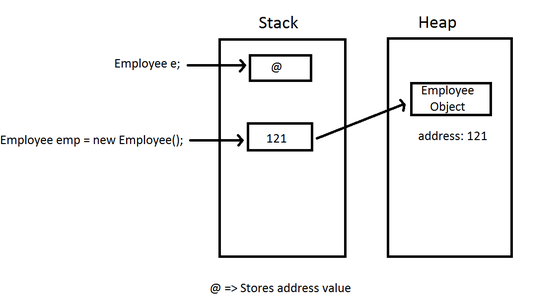 Stack
Heap
Employee e;
@
Employee emp = new Employee();
121
Employee
Object
address: 121
@ => Stores address value